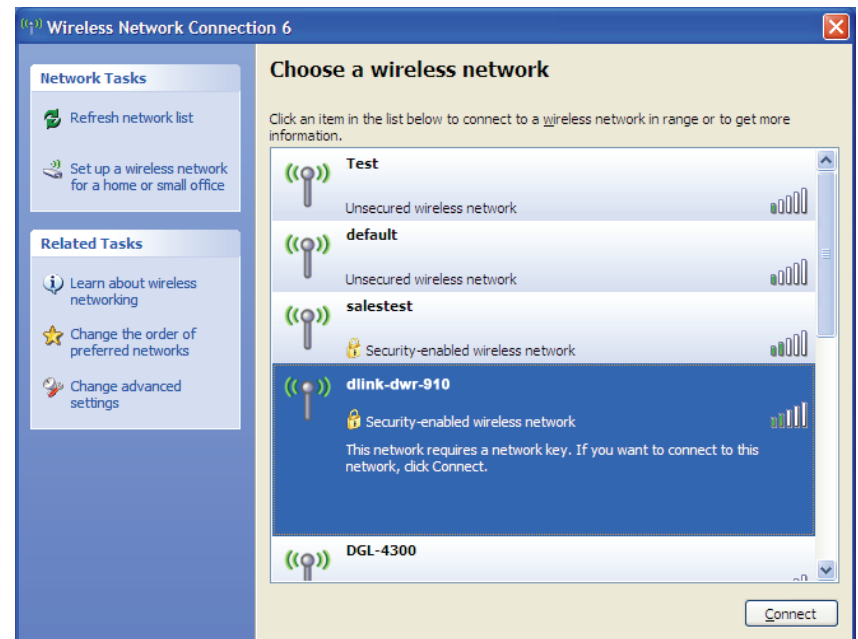 Wireless Network Connection 6
Network Tasks
Refresh network list
Set up a wireless network
for a home or small office
Related Tasks
Learn about wireless
networking
Change the order of
preferred networks
Change advanced
settings
Choose a wireless network
Click an item in the list below to connect to a wireless network in range or to get more
information.
Test
Unsecured wireless network
default
Unsecured wireless network
salestest
Security-enabled wireless network
dlink-dwr-910
Security-enabled wireless network
This network requires a network key. If you want to connect to this
network, click Connect.
DGL-4300
Connect